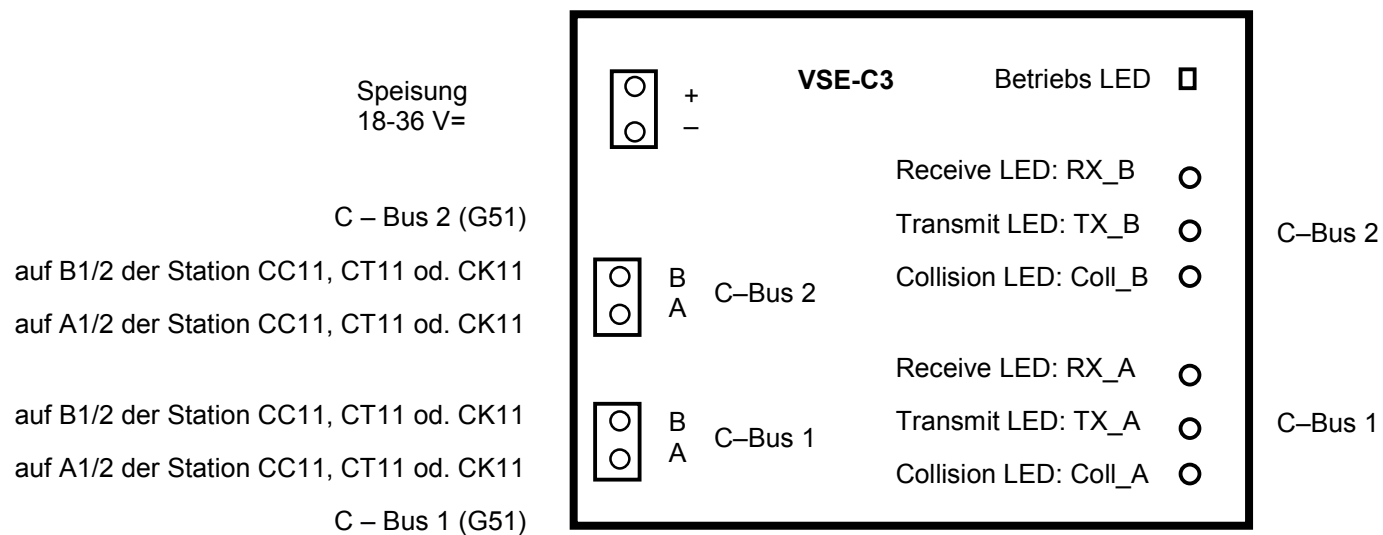 Speisung
18-36 V=
+
–
VSE-C3
Betriebs LED
C – Bus 2 (G51)
auf B1/2 der Station CC11, CT11 od. CK11
auf A1/2 der Station CC11, CT11 od. CK11
B
A
C–Bus 2
Receive LED: RX_B
Transmit LED: TX_B
Collision LED: Coll_B
C–Bus 2
auf B1/2 der Station CC11, CT11 od. CK11
auf A1/2 der Station CC11, CT11 od. CK11
C – Bus 1 (G51)
B
A
C–Bus 1
Receive LED: RX_A
Transmit LED: TX_A
Collision LED: Coll_A
C–Bus 1